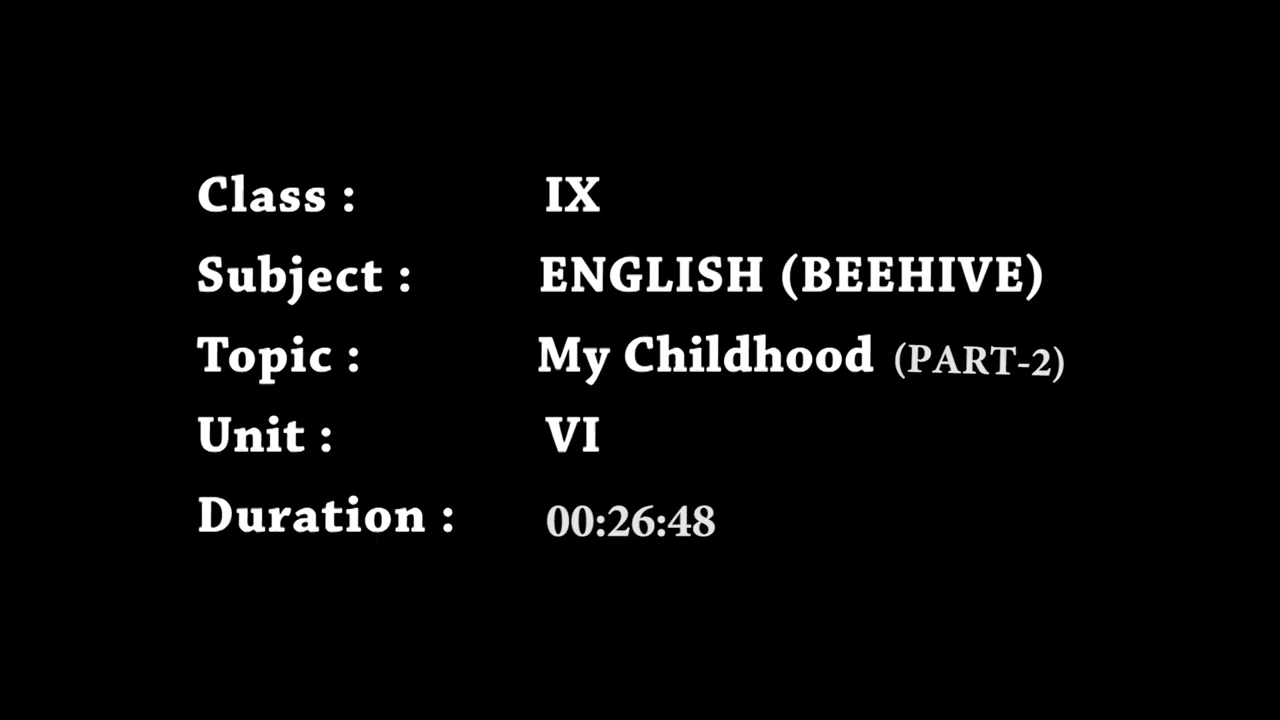 Class : IX
Subject : ENGLISH (BEEHIVE)
Topic : My Childhood (PART-2)
Unit : VI
Duration : 00:26:48